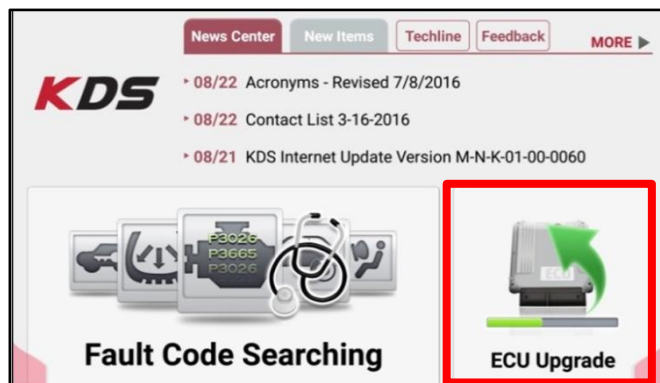 News Center New Items Techline Feedback MORE
KDS
08/22 Acronyms - Revised 7/8/2016
08/22 Contact List 3-16-2016
08/21 KDS Internet Update Version M-N-K-01-00-0060
P3026
P3665
P3026
ECU
Fault Code Searching
ECU Upgrade